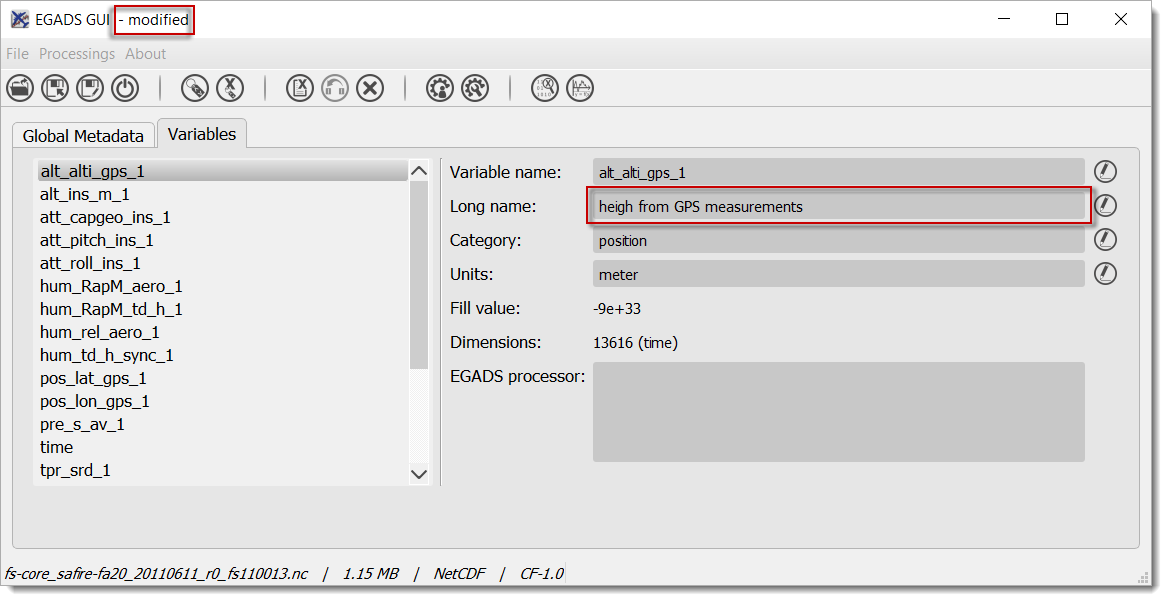 EGADS GUI - modified
File Processings About
Global Metadata Variables
alt_alti_gps_1
alt_ins_m_1
att_capgeo_ins_1
att_pitch_ins_1
att_roll_ins_1
hum_RapM_aero_1
hum_RapM_td_h_1
hum_rel_aero_1
hum_td_h_sync_1
pos_lat_gps_1
pos_lon_gps_1
pre_s_av_1
time
tpr_srd_1
Variable name: alt_alti_gps_1
Long name: heigh from GPS measurements
Category: position
Units: meter
Fill value: -9e+33
Dimensions: 13616 (time)
EGADS processor:
fs-core_safire-fa20_20110611_r0_fs110013.nc | 1.15 MB | NetCDF | CF-1.0